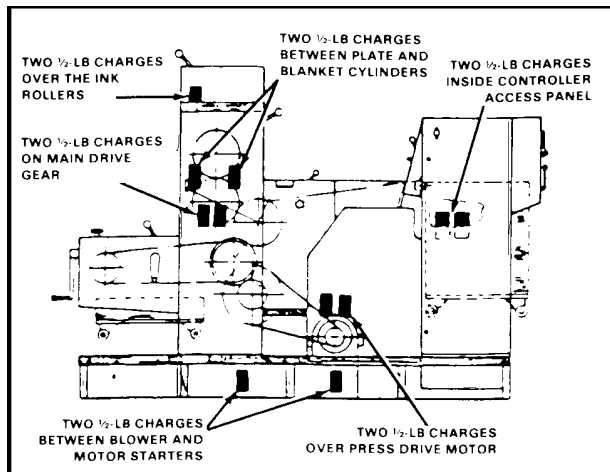 TWO ½-LB CHARGES
OVER THE INK
ROLLERS
TWO ½-LB CHARGES
BETWEEN PLATE AND
BLANKET CYLINDERS
TWO ½-LB CHARGES
INSIDE CONTROLLER
ACCESS PANEL
TWO ½-LB CHARGES
ON MAIN DRIVE
GEAR
TWO ½-LB CHARGES
BETWEEN BLOWER AND
MOTOR STARTERS
TWO ½-LB CHARGES
OVER PRESS DRIVE MOTOR